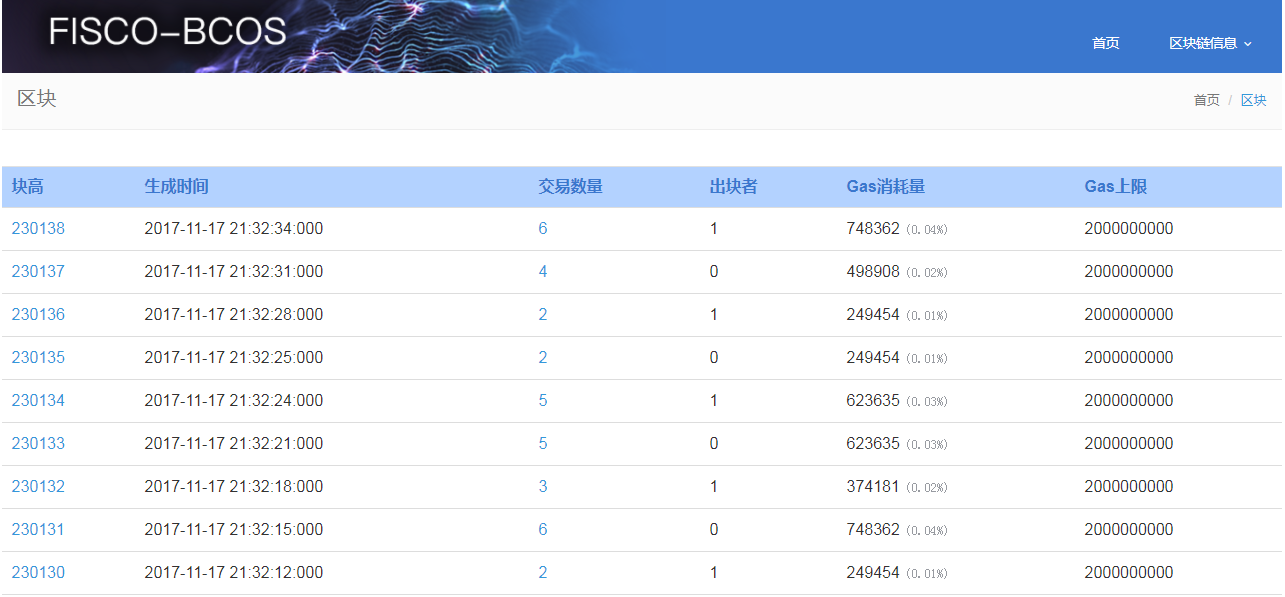 FISCO-BCOS
首页 区块链信息
区块
首页 / 区块
块高 生成时间 交易数量 出块者 Gas消耗量 Gas上限
230138 2017-11-17 21:32:34:000 6 1 748362 (0.04%) 2000000000
230137 2017-11-17 21:32:31:000 4 0 498908 (0.02%) 2000000000
230136 2017-11-17 21:32:28:000 2 1 249454 (0.01%) 2000000000
230135 2017-11-17 21:32:25:000 2 0 249454 (0.01%) 2000000000
230134 2017-11-17 21:32:24:000 5 1 623635 (0.03%) 2000000000
230133 2017-11-17 21:32:21:000 5 0 623635 (0.03%) 2000000000
230132 2017-11-17 21:32:18:000 3 1 374181 (0.02%) 2000000000
230131 2017-11-17 21:32:15:000 6 0 748362 (0.04%) 2000000000
230130 2017-11-17 21:32:12:000 2 1 249454 (0.01%) 2000000000